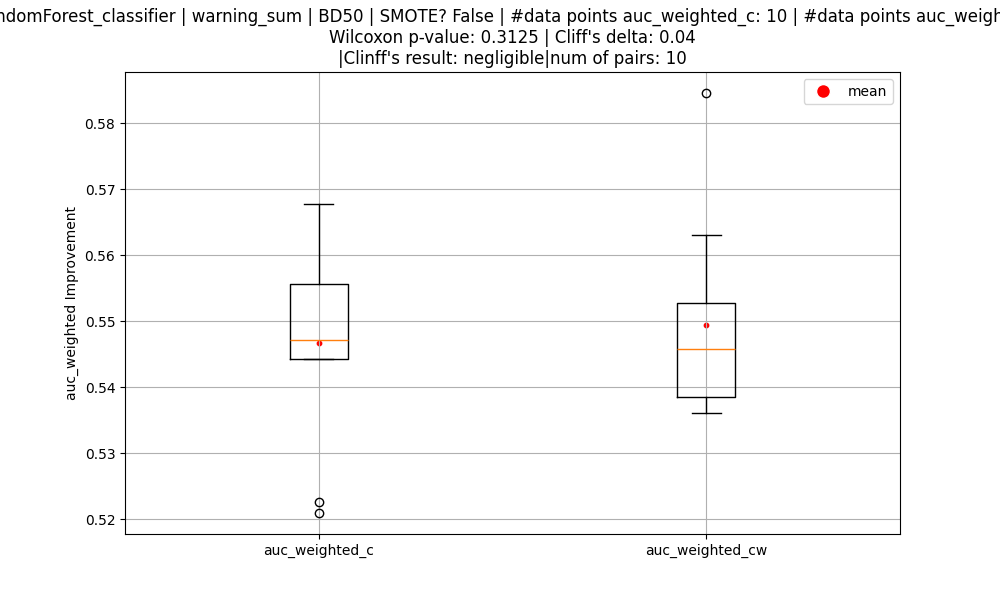 ndomForest_classifier | warning_sum | BD50 | SMOTE? False | #data points auc_weighted_c: 10 | #data points auc_weigh
Wilcoxon p-value: 0.3125 | Cliff's delta: 0.04
|Clinff's result: negligible|num of pairs: 10
mean
0.58
0.57
0.56
0.55
0.54
0.53
0.52
auc_weighted Improvement
auc_weighted_c
auc_weighted_cw